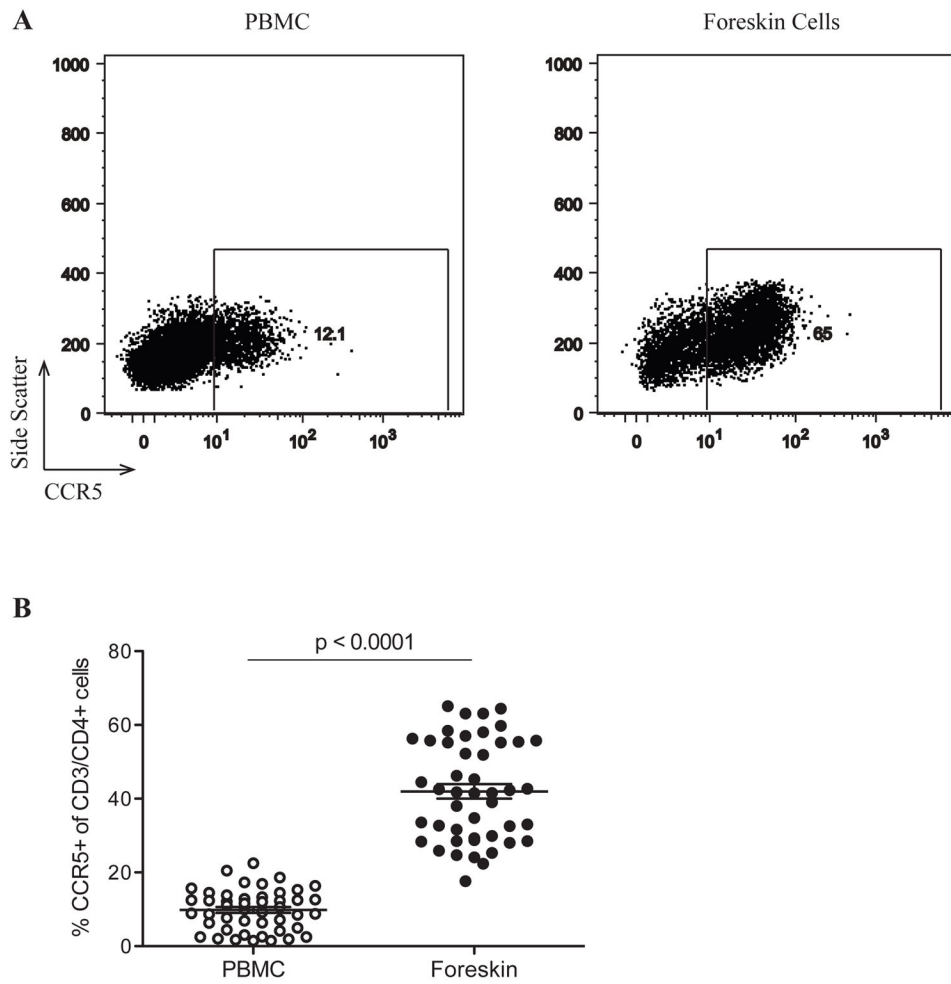 A
PBMC
Foreskin Cells
1000
800
600
400
200
0
12.1
0 10¹ 10² 10³
1000
800
600
400
200
0
65
0 10¹ 10² 10³
Side Scatter
CCR5
B
p < 0.0001
% CCR5+ of CD3/CD4+ cells
80
60
40
20
0
PBMC
Foreskin